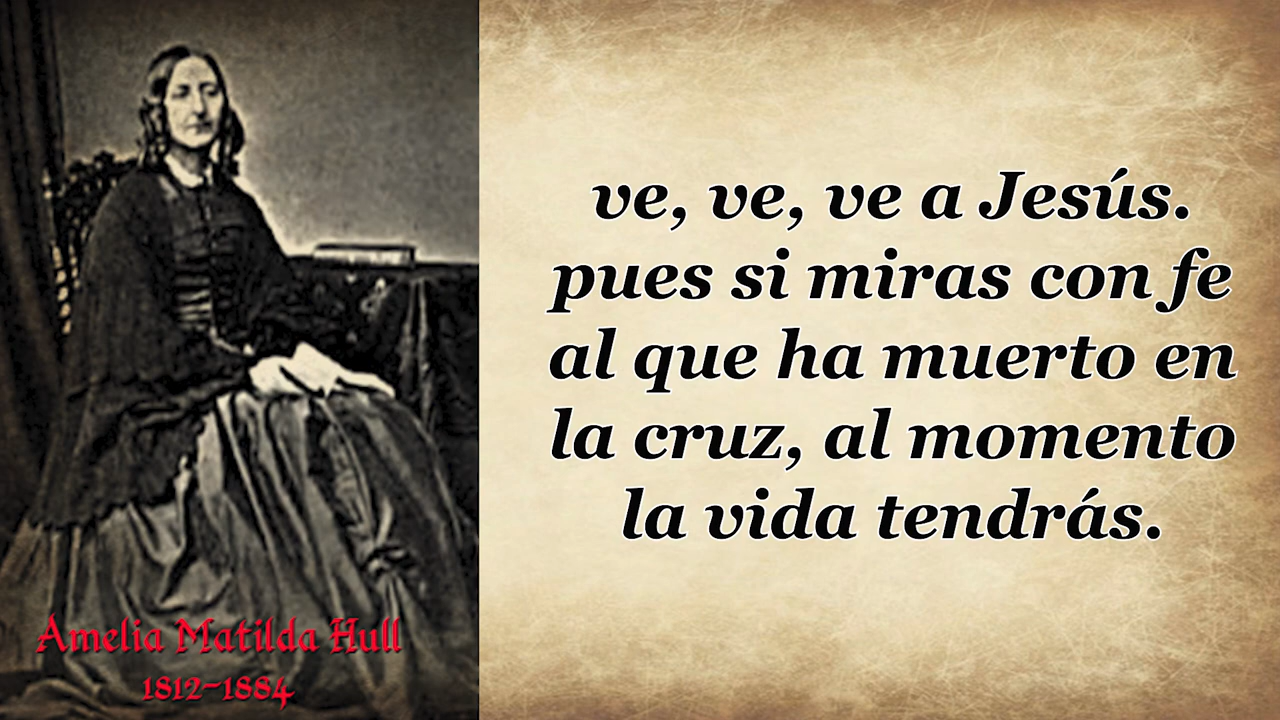 Amelia Matilda Hull
1812-1884
ve, ve, ve a Jesús.
pues si miras con fe
al que ha muerto en
la cruz, al momento
la vida tendrás.